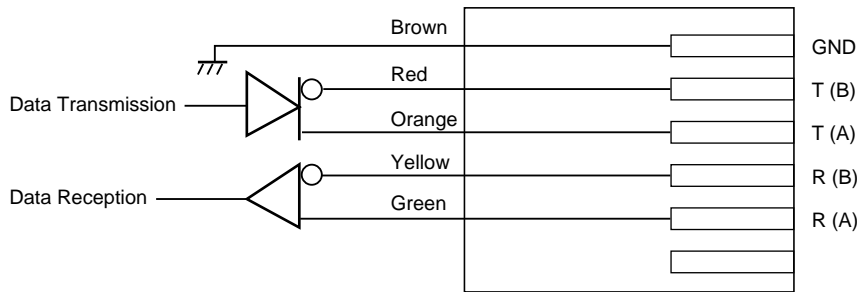 Brown
GND
Red
T (B)
Data Transmission
Orange
T (A)
Yellow
R (B)
Data Reception
Green
R (A)